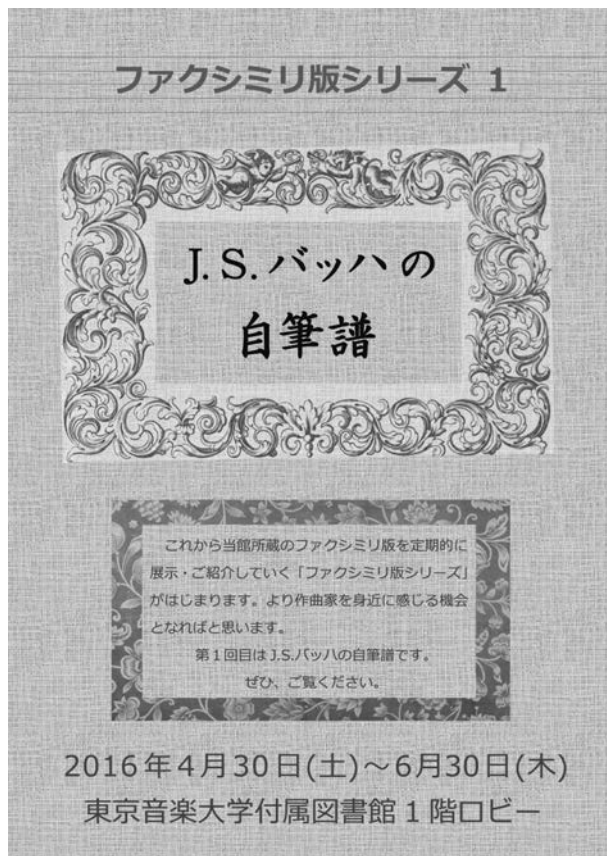 ファクシミリ版シリーズ 1
J.S.バッハの
自筆譜
これから当館所蔵のファクシミリ版を定期的に
展示・ご紹介していく「ファクシミリ版シリーズ」
がはじまります。より作曲家を身近に感じる機会
となればと思います。
第１回目は J.S.バッハの自筆譜です。
ぜひ、ご覧ください。
2016年4月30日(土)～6月30日(木)
東京音楽大学付属図書館 1 階ロビー